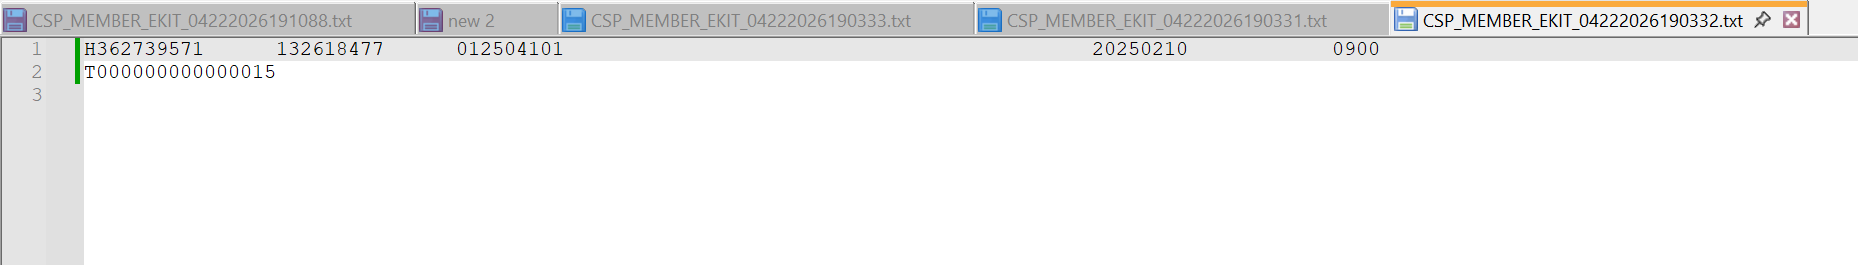 CSP_MEMBER_EKIT_04222026191088.txt new 2 CSP_MEMBER_EKIT_04222026190333.txt CSP_MEMBER_EKIT_04222026190331.txt CSP_MEMBER_EKIT_04222026190332.txt
1 H362739571 132618477 012504101 20250210 0900
2 T000000000000015
3